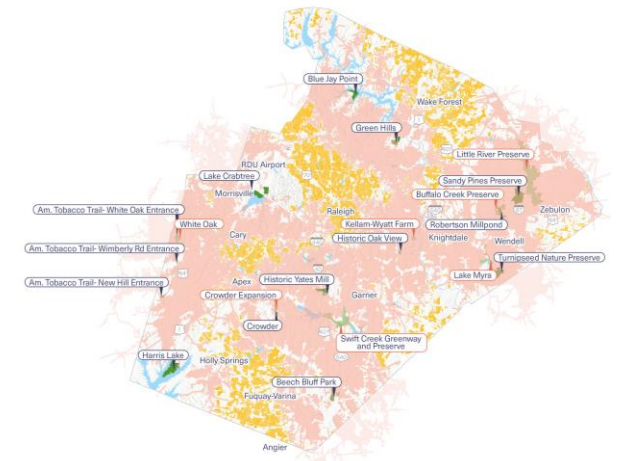 Blue Jay Point
Wake Forest
Green Hills
Little River Preserve
RDU Airport
Lake Crabtree
Sandy Pines Preserve
Morrisville
Buffalo Creek Preserve
Am. Tobacco Trail- White Oak Entrance
Raleigh
Zebulon
White Oak
Kellam-Wyatt Farm
Robertson Millpond
Cary
Historic Oak View
Knightdale
Wendell
Am. Tobacco Trail- Wimberly Rd Entrance
Turnipseed Nature Preserve
Lake Myra
Am. Tobacco Trail- New Hill Entrance
Apex
Historic Yates Mill
Crowder Expansion
Garner
Crowder
Swift Creek Greenway
and Preserve
Harris Lake
Holly Springs
Beech Bluff Park
Fuquay-Varina
Angier